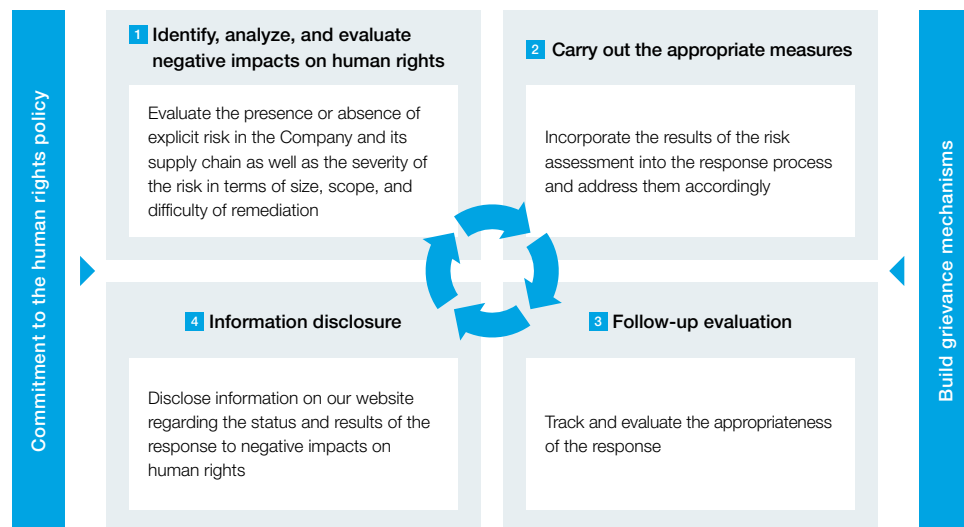 Commitment to the human rights policy
1 Identify, analyze, and evaluate
negative impacts on human rights
Evaluate the presence or absence of
explicit risk in the Company and its
supply chain as well as the severity of
the risk in terms of size, scope, and
difficulty of remediation
2 Carry out the appropriate measures
Incorporate the results of the risk
assessment into the response process
and address them accordingly
4 Information disclosure
Disclose information on our website
regarding the status and results of the
response to negative impacts on
human rights
3 Follow-up evaluation
Track and evaluate the appropriateness
of the response
Build grievance mechanisms